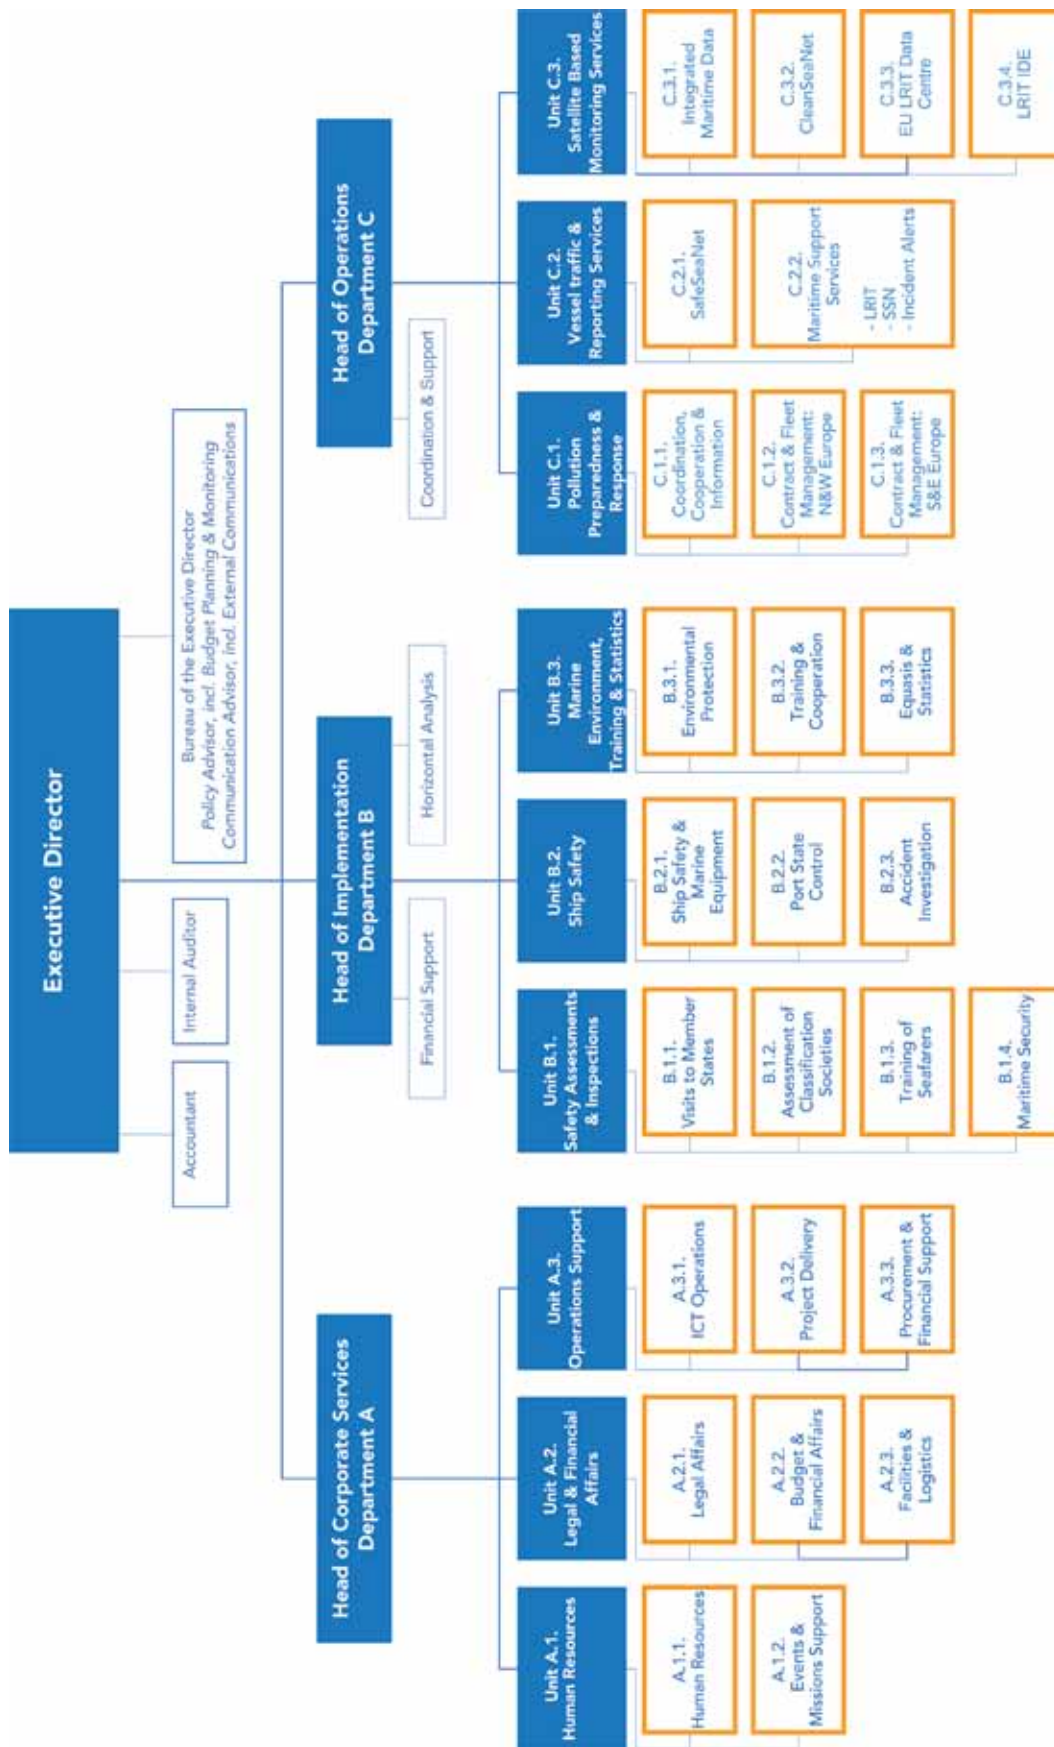 Executive Director
Accountant
Internal Auditor
Bureau of the Executive Director
Policy Advisor, incl. Budget Planning & Monitoring
Communication Advisor, incl. External Communications
Head of Corporate Services
Department A
Head of Implementation
Department B
Head of Operations
Department C
Financial Support
Horizontal Analysis
Coordination & Support
Unit A.1.
Human Resources
Unit A.2.
Legal & Financial
Affairs
Unit A.3.
Operations Support
Unit B.1.
Safety Assessments
& Inspections
Unit B.2.
Ship Safety
Unit B.3.
Marine
Environment,
Training & Statistics
Unit C.1.
Pollution
Preparedness &
Response
Unit C.2.
Vessel traffic &
Reporting Services
Unit C.3.
Satellite Based
Monitoring Services
A.1.1.
Human Resources
A.2.1.
Legal Affairs
A.3.1.
ICT Operations
B.1.1.
Visits to Member
States
B.2.1.
Ship Safety &
Marine
Equipment
B.3.1.
Environmental
Protection
C.1.1.
Coordination,
Cooperation &
Information
C.2.1.
SafeSeaNet
C.3.1.
Integrated
Maritime Data
A.1.2.
Events &
Missions Support
A.2.2.
Budget &
Financial Affairs
A.3.2.
Project Delivery
B.1.2.
Assessment of
Classification
Societies
B.2.2.
Port State
Control
B.3.2.
Training &
Cooperation
C.1.2.
Contract & Fleet
Management:
N&W Europe
C.2.2.
Maritime Support
Services
- LRIT
- SSN
- Incident Alerts
C.3.2.
CleanSeaNet
A.2.3.
Facilities &
Logistics
A.3.3.
Procurement &
Financial Support
B.1.3.
Training of
Seafarers
B.2.3.
Accident
Investigation
B.3.3.
Equasis &
Statistics
C.1.3.
Contract & Fleet
Management:
S&E Europe
C.3.3.
EU LRIT Data
Centre
B.1.4.
Maritime Security
C.3.4.
LRIT IDE